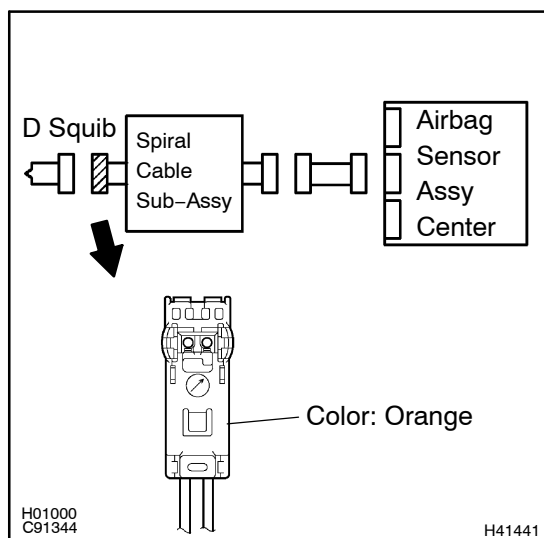 D Squib
Spiral
Cable
Sub−Assy
Airbag
Sensor
Assy
Center
Color: Orange
H01000
C91344
H41441